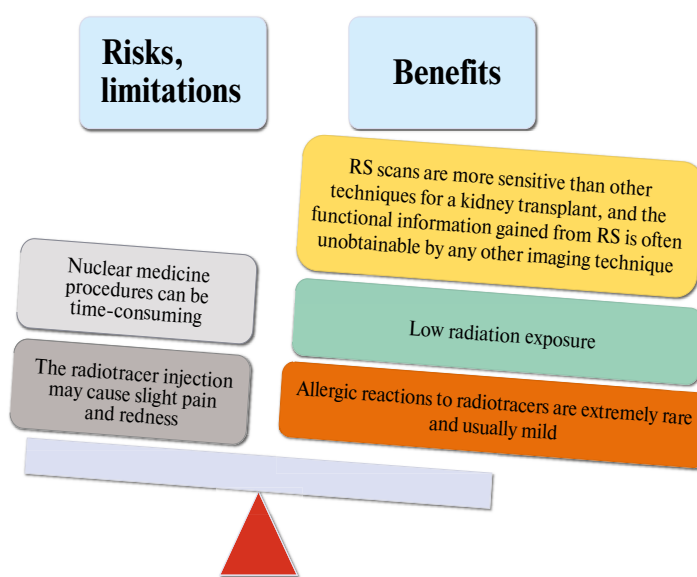 Risks,
limitations
Benefits
RS scans are more sensitive than other
techniques for a kidney transplant, and the
functional information gained from RS is often
unobtainable by any other imaging technique
Nuclear medicine
procedures can be
time-consuming
Low radiation exposure
The radiotracer injection
may cause slight pain
and redness
Allergic reactions to radiotracers are extremely rare
and usually mild